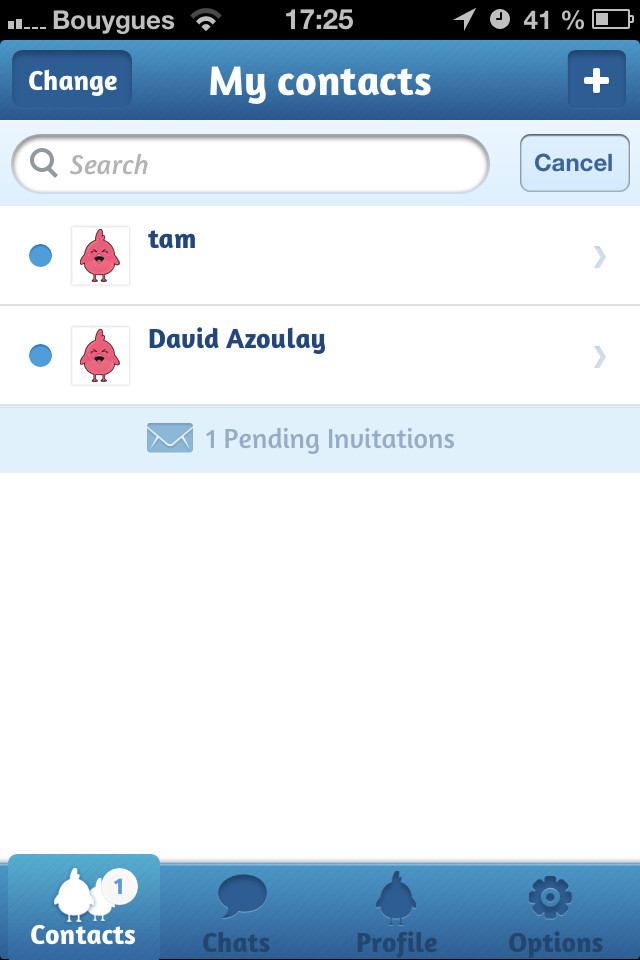 Bouygues 17:25 41 %
Change My contacts +
Search Cancel
tam
David Azoulay
1 Pending Invitations
1
Contacts Chats Profile Options